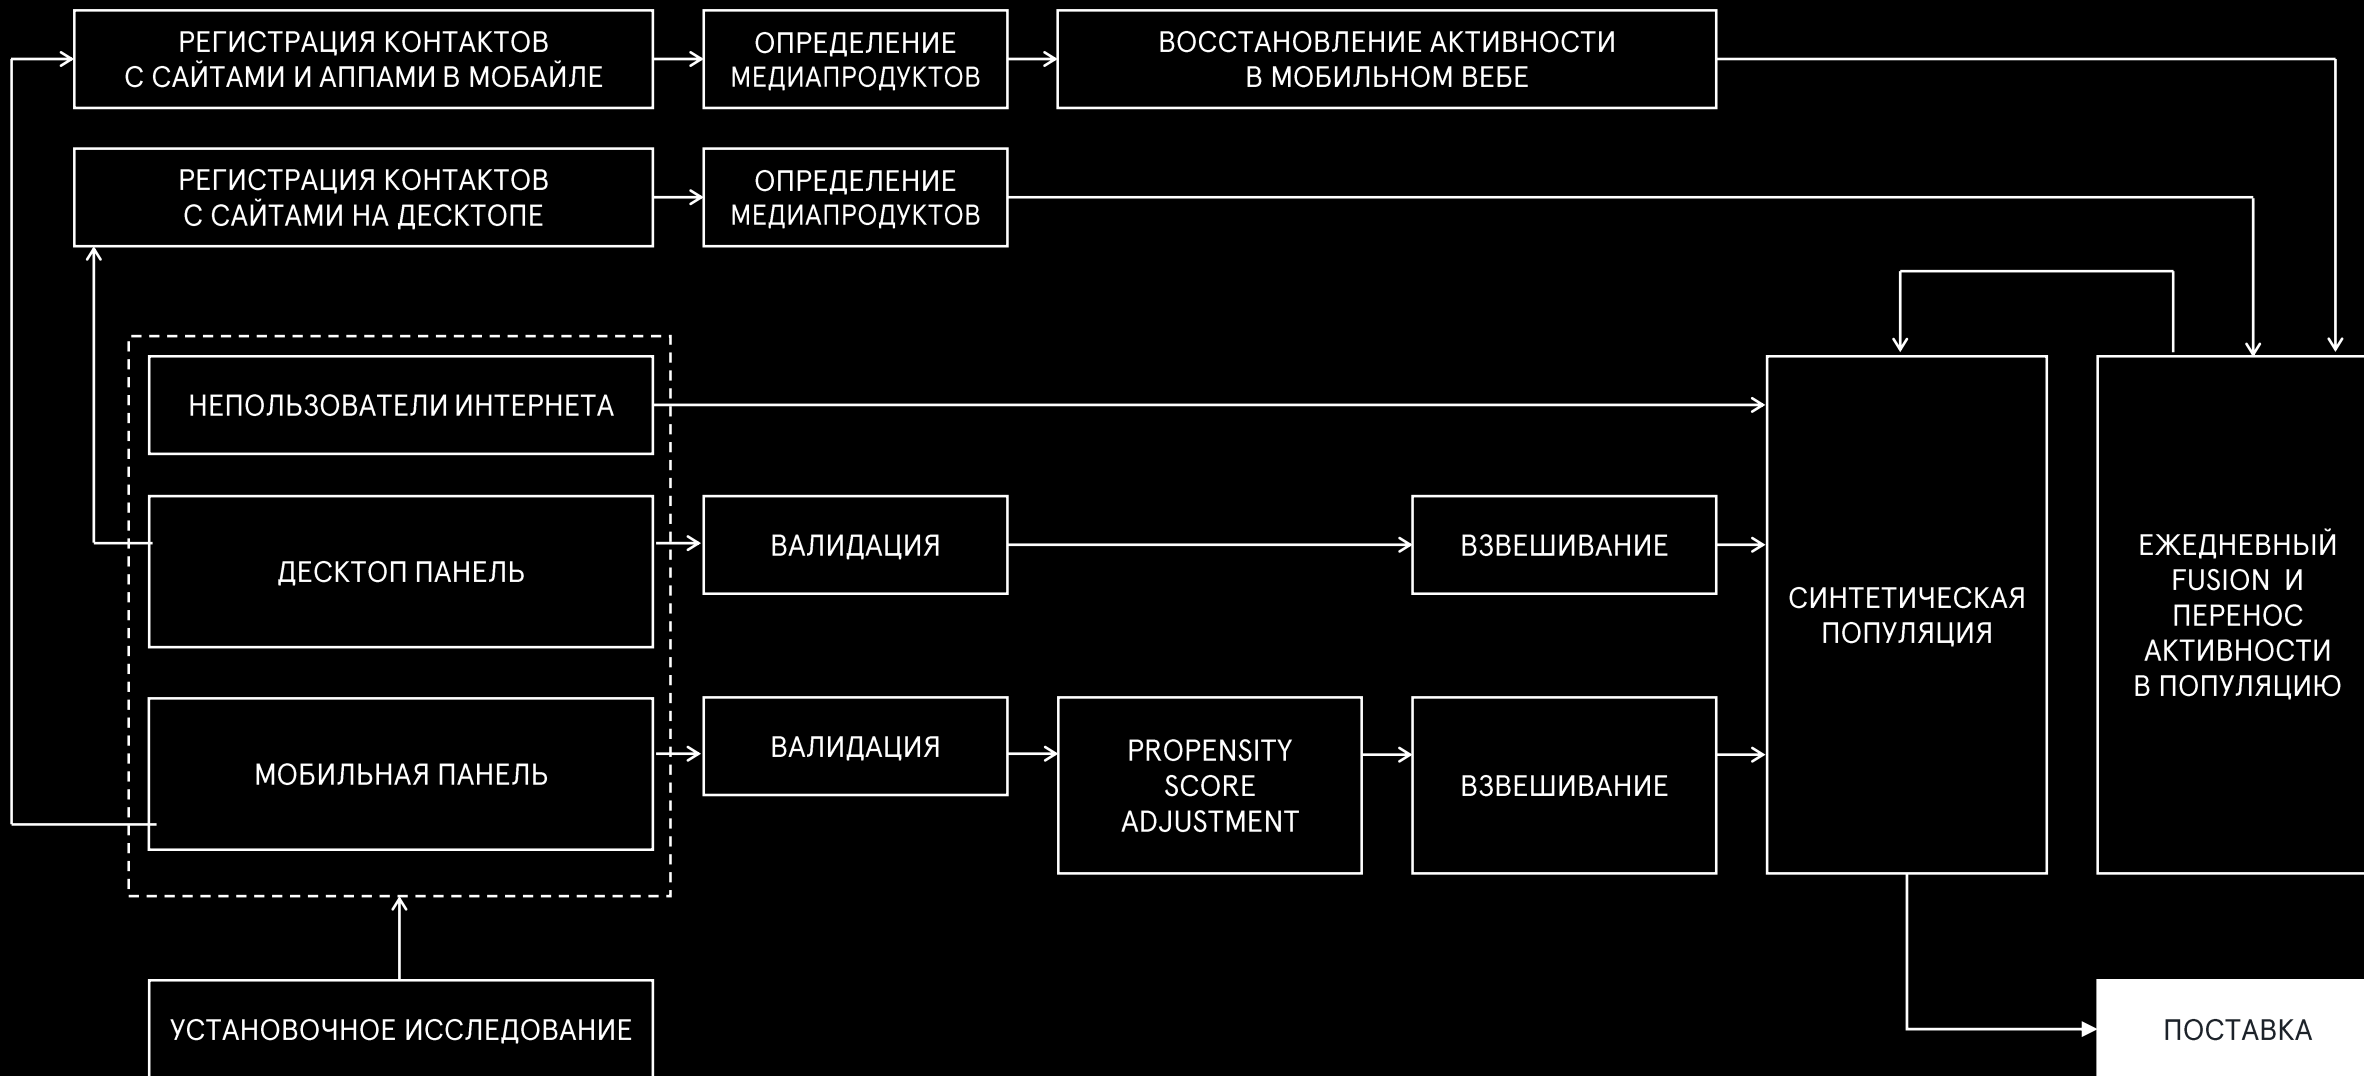 РЕГИСТРАЦИЯ КОНТАКТОВ
С САЙТАМИ И АППАМИ В МОБАЙЛЕ
ОПРЕДЕЛЕНИЕ
МЕДИАПРОДУКТОВ
ВОССТАНОВЛЕНИЕ АКТИВНОСТИ
В МОБИЛЬНОМ ВЕБЕ
РЕГИСТРАЦИЯ КОНТАКТОВ
С САЙТАМИ НА ДЕСКТОПЕ
ОПРЕДЕЛЕНИЕ
МЕДИАПРОДУКТОВ
НЕПОЛЬЗОВАТЕЛИ ИНТЕРНЕТА
ДЕСКТОП ПАНЕЛЬ
ВАЛИДАЦИЯ
ВЗВЕШИВАНИЕ
МОБИЛЬНАЯ ПАНЕЛЬ
ВАЛИДАЦИЯ
PROPENSITY
SCORE
ADJUSTMENT
ВЗВЕШИВАНИЕ
СИНТЕТИЧЕСКАЯ
ПОПУЛЯЦИЯ
ЕЖЕДНЕВНЫЙ
FUSION И
ПЕРЕНОС
АКТИВНОСТИ
В ПОПУЛЯЦИЮ
УСТАНОВОЧНОЕ ИССЛЕДОВАНИЕ
ПОСТАВКА